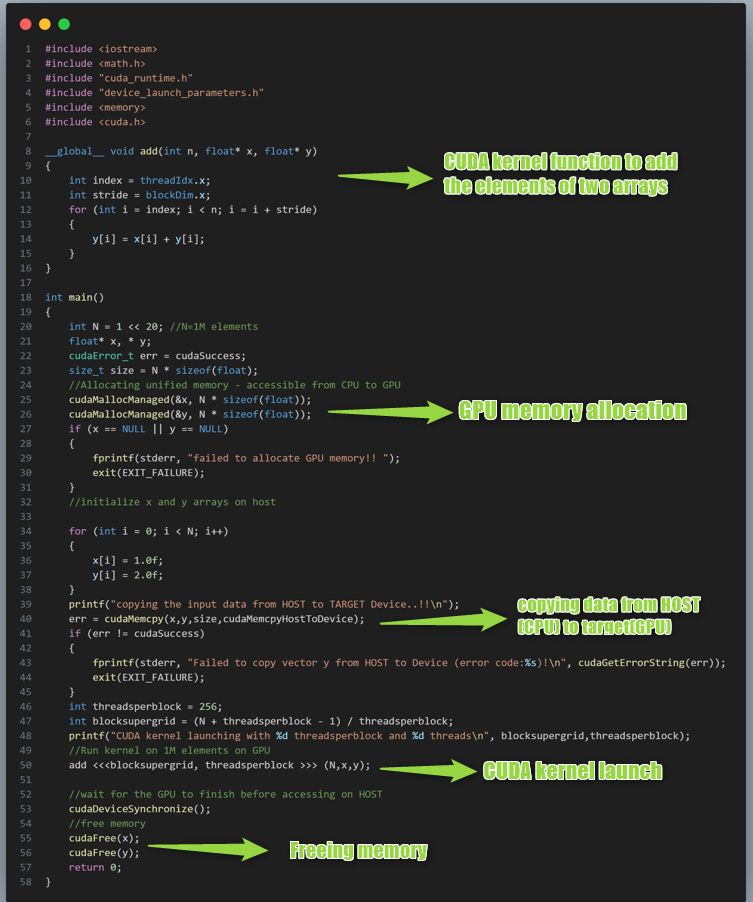 1 #include <iostream>
2 #include <math.h>
3 #include "cuda_runtime.h"
4 #include "device_launch_parameters.h"
5 #include <memory>
6 #include <cuda.h>
7
8 __global__ void add(int n, float* x, float* y)
9 {
10 int index = threadIdx.x;
CUDA kernel function to add
the elements of two arrays
11 int stride = blockDim.x;
12 for (int i = index; i < n; i = i + stride)
13 {
14 y[i] = x[i] + y[i];
15 }
16 }
17
18 int main()
19 {
20 int N = 1 << 20; //N=1M elements
21 float* x, * y;
22 cudaError_t err = cudaSuccess;
23 size_t size = N * sizeof(float);
24 //Allocating unified memory - accessible from CPU to GPU
25 cudaMallocManaged(&x, N * sizeof(float));
26 cudaMallocManaged(&y, N * sizeof(float));
GPU memory allocation
27 if (x == NULL || y == NULL)
28 {
29 fprintf(stderr, "failed to allocate GPU memory!! ");
30 exit(EXIT_FAILURE);
31 }
32 //initialize x and y arrays on host
33
34 for (int i = 0; i < N; i++)
35 {
36 x[i] = 1.0f;
37 y[i] = 2.0f;
38 }
39 printf("copying the input data from HOST to TARGET Device..!!\n");
40 err = cudaMemcpy(x,y,size,cudaMemcpyHostToDevice);
copying data from HOST
(CPU) to target(GPU)
41 if (err != cudaSuccess)
42 {
43 fprintf(stderr, "Failed to copy vector y from HOST to Device (error code:%s)!\n", cudaGetErrorString(err));
44 exit(EXIT_FAILURE);
45 }
46 int threadsperblock = 256;
47 int blocksupergrid = (N + threadsperblock - 1) / threadsperblock;
48 printf("CUDA kernel launching with %d threadsperblock and %d threads\n", blocksupergrid,threadsperblock);
49 //Run kernel on 1M elements on GPU
50 add <<<blocksupergrid, threadsperblock >>> (N,x,y);
CUDA kernel launch
51
52 //wait for the GPU to finish before accessing on HOST
53 cudaDeviceSynchronize();
54 //free memory
55 cudaFree(x);
56 cudaFree(y);
Freeing memory
57 return 0;
58 }